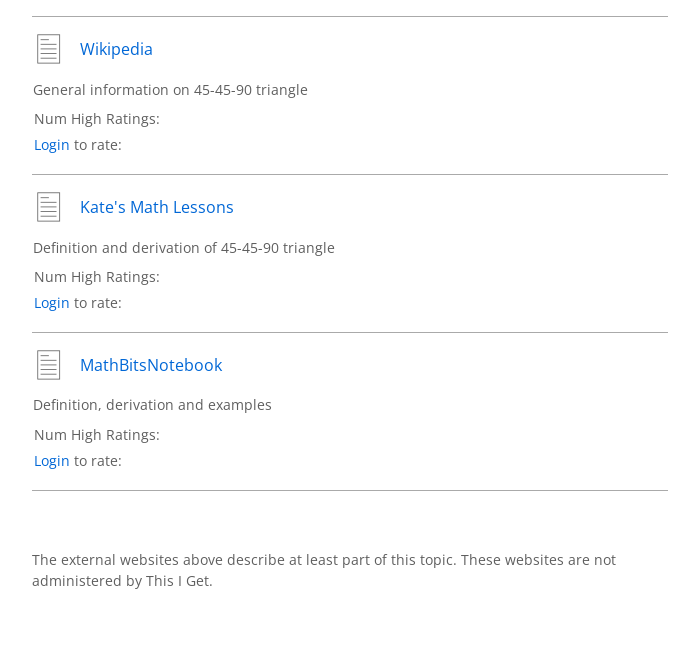 Wikipedia
General information on 45-45-90 triangle
Num High Ratings:
Login to rate:
Kate's Math Lessons
Definition and derivation of 45-45-90 triangle
Num High Ratings:
Login to rate:
MathBitsNotebook
Definition, derivation and examples
Num High Ratings:
Login to rate:
The external websites above describe at least part of this topic. These websites are not
administered by This I Get.